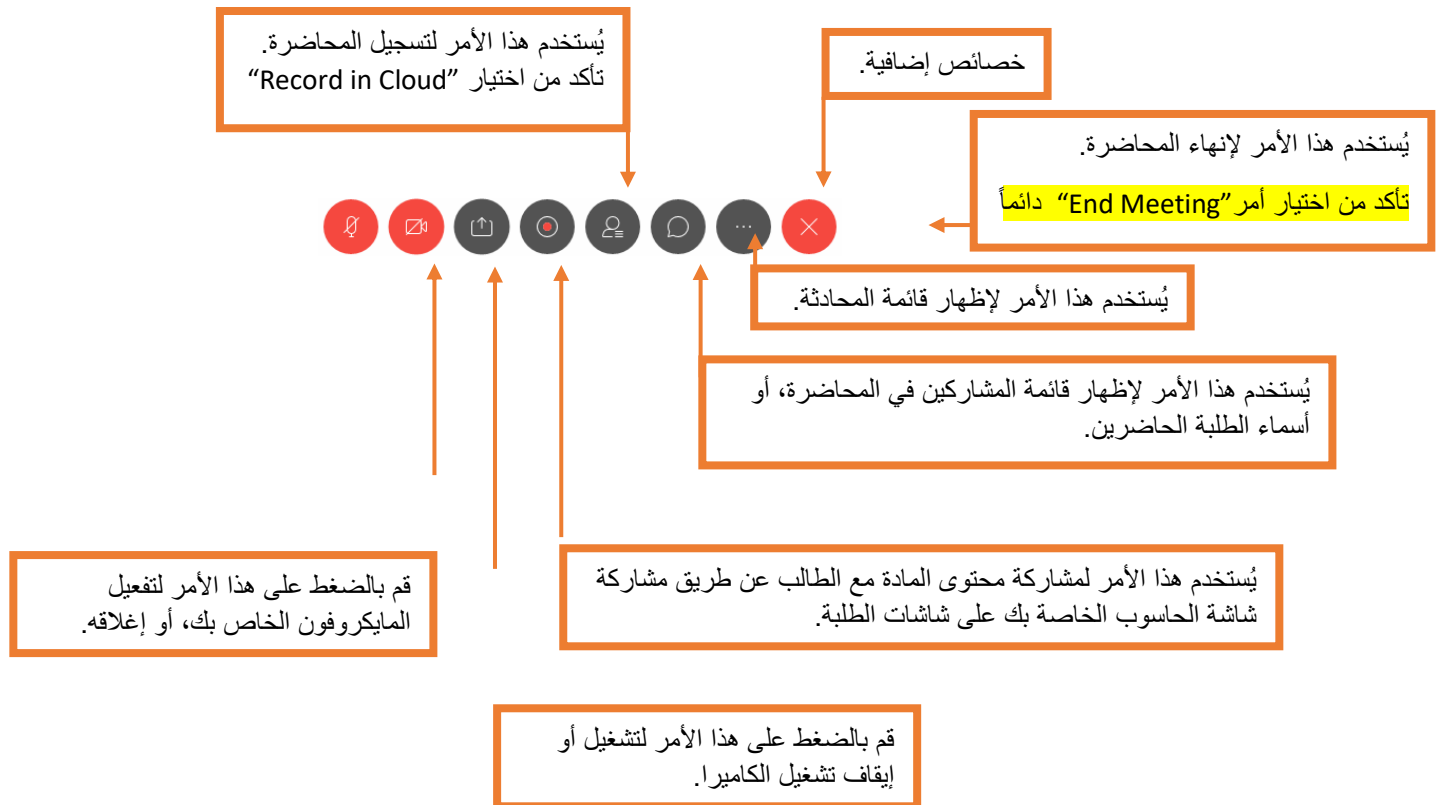 يُستخدم هذا الأمر لتسجيل المحاضرة.
تأكد من اختيار "Record in Cloud"
خصائص إضافية.
يُستخدم هذا الأمر لإنهاء المحاضرة.
تأكد من اختيار أمر "End Meeting" دائماً
يُستخدم هذا الأمر لإظهار قائمة المحادثة.
يُستخدم هذا الأمر لإظهار قائمة المشاركين في المحاضرة، أو
أسماء الطلبة الحاضرين.
يُستخدم هذا الأمر لمشاركة محتوى المادة مع الطالب عن طريق مشاركة
شاشة الحاسوب الخاصة بك على شاشات الطلبة.
قم بالضغط على هذا الأمر لتفعيل
المايكروفون الخاص بك، أو إغلاقه.
قم بالضغط على هذا الأمر لتشغيل أو
إيقاف تشغيل الكاميرا.